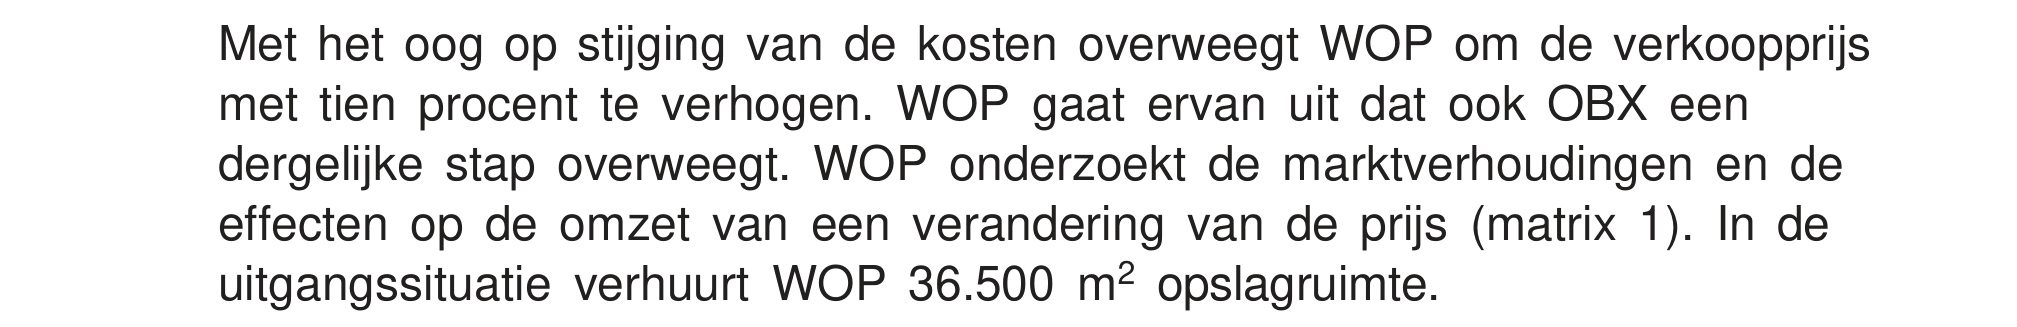 Met het oog op stijging van de kosten overweegt WOP om de verkoopprijs
met tien procent te verhogen. WOP gaat ervan uit dat ook OBX een
dergelijke stap overweegt. WOP onderzoekt de marktverhoudingen en de
effecten op de omzet van een verandering van de prijs (matrix 1). In de
uitgangssituatie verhuurt WOP 36.500 m² opslagruimte.